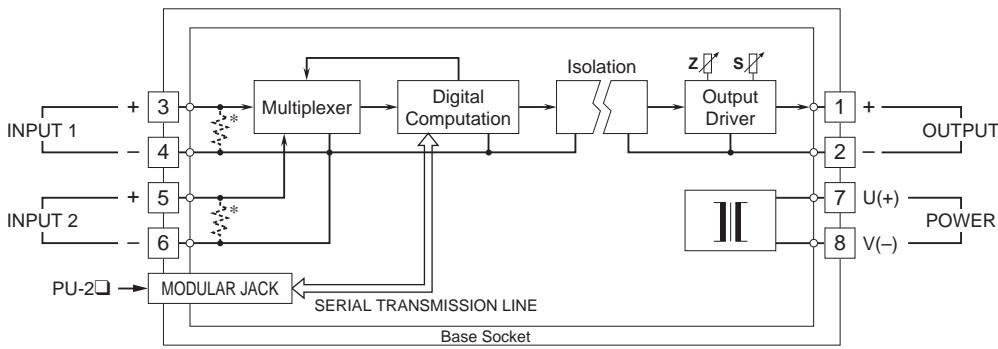 Isolation
Z S
+ 3 Multiplexer Digital Computation Output Driver 1 +
INPUT 1 * OUTPUT
– 4 2 –
+ 5 7 U(+)
INPUT 2 * POWER
– 6 8 V(–)
PU-2❏ MODULAR JACK
SERIAL TRANSMISSION LINE
Base Socket